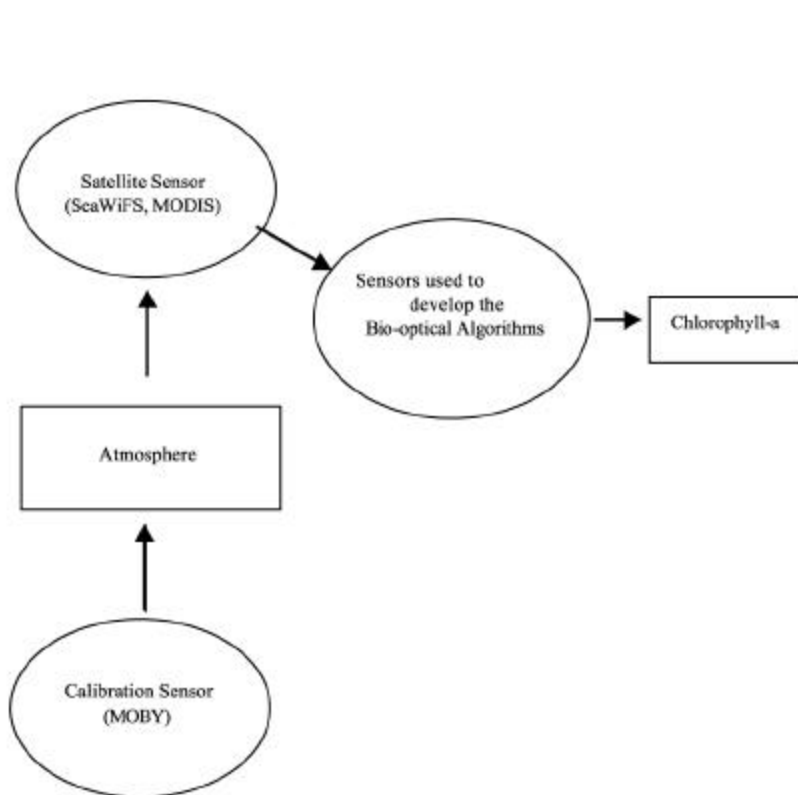 Satellite Sensor
(SeaWiFS, MODIS)
Sensors used to
develop the
Bio-optical Algorithms
Chlorophyll-a
Atmosphere
Calibration Sensor
(MOBY)